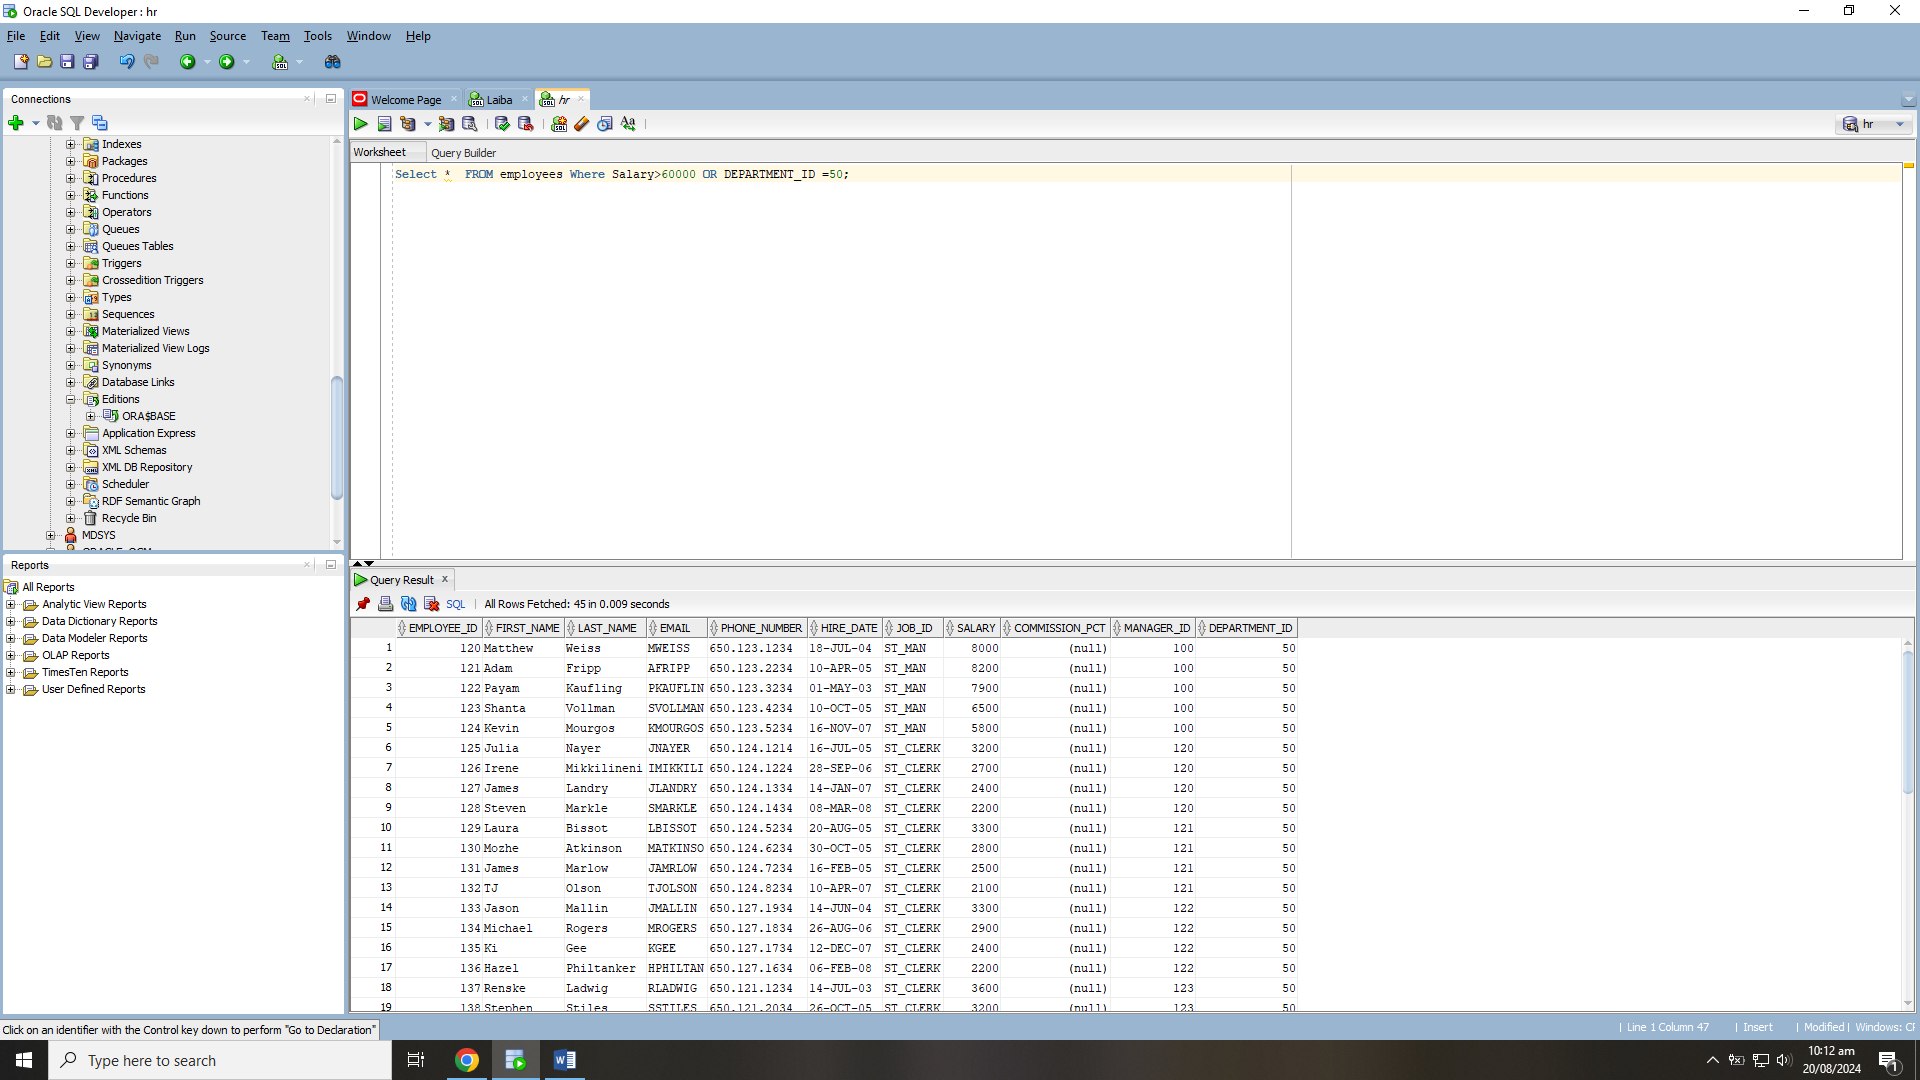 Oracle SQL Developer : hr
File Edit View Navigate Run Source Team Tools Window Help
Connections
Indexes
Packages
Procedures
Functions
Operators
Queues
Queues Tables
Triggers
Crossedition Triggers
Types
Sequences
Materialized Views
Materialized View Logs
Synonyms
Database Links
Editions
ORA$BASE
Application Express
XML Schemas
XML DB Repository
Scheduler
RDF Semantic Graph
Recycle Bin
MDSYS
Reports
All Reports
Analytic View Reports
Data Dictionary Reports
Data Modeler Reports
OLAP Reports
TimesTen Reports
User Defined Reports
Welcome Page Laiba hr
hr
Worksheet Query Builder
Select * FROM employees Where Salary>60000 OR DEPARTMENT_ID =50;
Query Result
SQL | All Rows Fetched: 45 in 0.009 seconds
EMPLOYEE_ID FIRST_NAME LAST_NAME EMAIL PHONE_NUMBER HIRE_DATE JOB_ID SALARY COMMISSION_PCT MANAGER_ID DEPARTMENT_ID
1 120 Matthew Weiss MWEISS 650.123.1234 18-JUL-04 ST_MAN 8000 (null) 100 50
2 121 Adam Fripp AFRIPP 650.123.2234 10-APR-05 ST_MAN 8200 (null) 100 50
3 122 Payam Kaufling PKAUFLIN 650.123.3234 01-MAY-03 ST_MAN 7900 (null) 100 50
4 123 Shanta Vollman SVOLLMAN 650.123.4234 10-OCT-05 ST_MAN 6500 (null) 100 50
5 124 Kevin Mourgos KMOURGOS 650.123.5234 16-NOV-07 ST_MAN 5800 (null) 100 50
6 125 Julia Nayer JNAYER 650.124.1214 16-JUL-05 ST_CLERK 3200 (null) 120 50
7 126 Irene Mikkilineni IMIKKILI 650.124.1224 28-SEP-06 ST_CLERK 2700 (null) 120 50
8 127 James Landry JLANDRY 650.124.1334 14-JAN-07 ST_CLERK 2400 (null) 120 50
9 128 Steven Markle SMARKLE 650.124.1434 08-MAR-08 ST_CLERK 2200 (null) 120 50
10 129 Laura Bissot LBISSOT 650.124.5234 20-AUG-05 ST_CLERK 3300 (null) 121 50
11 130 Mozhe Atkinson MATKINSO 650.124.6234 30-OCT-05 ST_CLERK 2800 (null) 121 50
12 131 James Marlow JAMRLOW 650.124.7234 16-FEB-05 ST_CLERK 2500 (null) 121 50
13 132 TJ Olson TJOLSON 650.124.8234 10-APR-07 ST_CLERK 2100 (null) 121 50
14 133 Jason Mallin JMALLIN 650.127.1934 14-JUN-04 ST_CLERK 3300 (null) 122 50
15 134 Michael Rogers MROGERS 650.127.1834 26-AUG-06 ST_CLERK 2900 (null) 122 50
16 135 Ki Gee KGEE 650.127.1734 12-DEC-07 ST_CLERK 2400 (null) 122 50
17 136 Hazel Philtanker HPHILTAN 650.127.1634 06-FEB-08 ST_CLERK 2200 (null) 122 50
18 137 Renske Ladwig RLADWIG 650.121.1234 14-JUL-03 ST_CLERK 3600 (null) 123 50
19 138 Stephen Stiles SSTILES 650.121.2034 26-OCT-05 ST_CLERK 3200 (null) 123 50
Click on an identifier with the Control key down to perform "Go to Declaration"
| Line 1 Column 47 | Insert | Modified | Windows: CF
Type here to search
10:12 am
20/08/2024
1